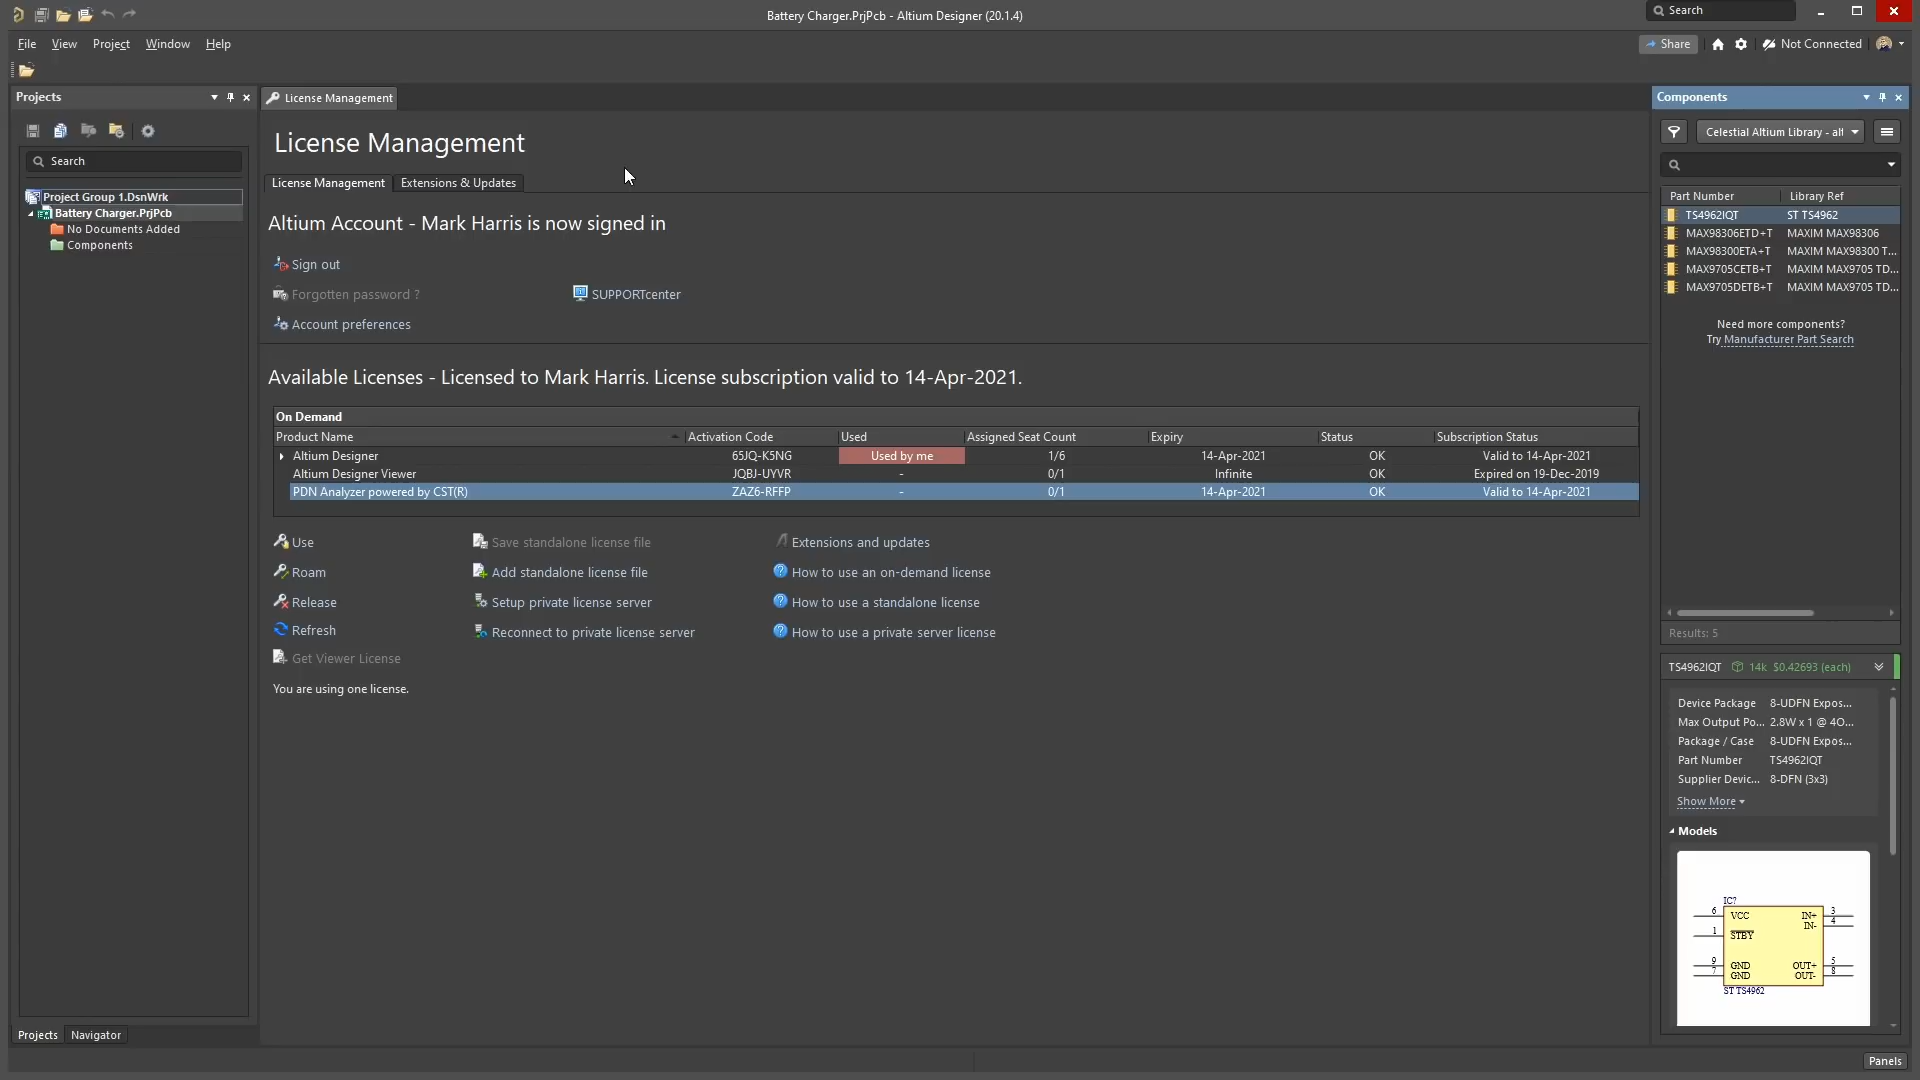 Battery Charger.PrjPcb - Altium Designer (20.1.4)
Search
File View Project Window Help
Share
Not Connected
Projects
Search
Project Group 1.DsnWrk
Battery Charger.PrjPcb
No Documents Added
Components
Projects Navigator
License Management
License Management
License Management Extensions & Updates
Altium Account - Mark Harris is now signed in
Sign out
Forgotten password ?
SUPPORTcenter
Account preferences
Available Licenses - Licensed to Mark Harris. License subscription valid to 14-Apr-2021.
On Demand
Product Name Activation Code Used Assigned Seat Count Expiry Status Subscription Status
Altium Designer 65JQ-K5NG Used by me 1/6 14-Apr-2021 OK Valid to 14-Apr-2021
Altium Designer Viewer JQBJ-UYVR - 0/1 Infinite OK Expired on 19-Dec-2019
PDN Analyzer powered by CST(R) ZAZ6-RFFP - 0/1 14-Apr-2021 OK Valid to 14-Apr-2021
Use Save standalone license file Extensions and updates
Roam Add standalone license file How to use an on-demand license
Release Setup private license server How to use a standalone license
Refresh Reconnect to private license server How to use a private server license
Get Viewer License
You are using one license.
Components
Celestial Altium Library - alt
Part Number Library Ref
TS4962IQT ST TS4962
MAX98306ETD+T MAXIM MAX98306
MAX98300ETA+T MAXIM MAX98300 T...
MAX9705CETB+T MAXIM MAX9705 TD...
MAX9705DETB+T MAXIM MAX9705 TD...
Need more components?
Try Manufacturer Part Search
Results: 5
TS4962IQT 14k $0.42693 (each)
Device Package 8-UDFN Expos...
Max Output Po... 2.8W x 1 @ 4O...
Package / Case 8-UDFN Expos...
Part Number TS4962IQT
Supplier Devic... 8-DFN (3x3)
Show More
Models
IC?
6 VCC IN+ 3
IN- 4
1 STBY
9 GND OUT+ 5
7 GND OUT- 8
ST TS4962
Panels